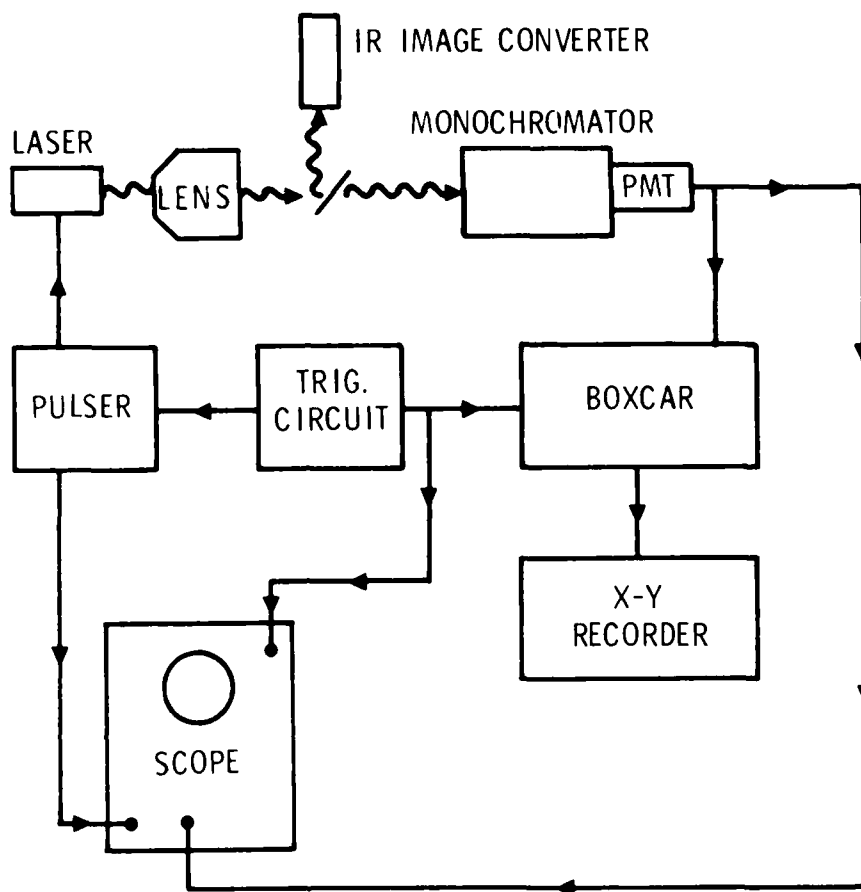 IR IMAGE CONVERTER
MONOCHROMATOR
LASER
LENS
PMT
PULSER
TRIG.
CIRCUIT
BOXCAR
X-Y
RECORDER
SCOPE